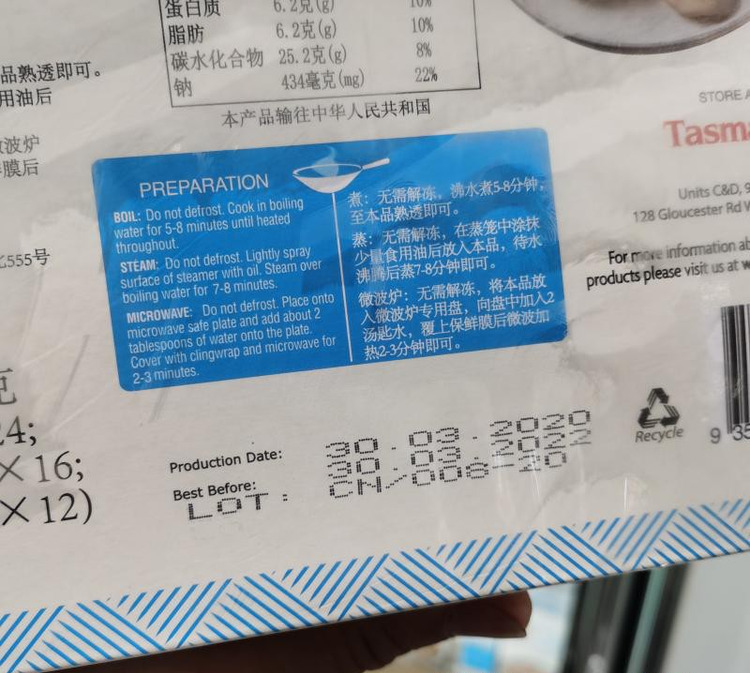 蛋白质 6.2克(g) 10%
脂肪 6.2克(g) 10%
碳水化合物 25.2克(g) 8%
钠 434毫克(mg) 22%
本产品输往中华人民共和国
品熟透即可。
用油后
微波炉
膜后
555号
克
24;
× 16;
× 12)
PREPARATION
BOIL: Do not defrost. Cook in boiling
water for 5-8 minutes until heated
throughout.
STEAM: Do not defrost. Lightly spray
surface of steamer with oil. Steam over
boiling water for 7-8 minutes.
MICROWAVE: Do not defrost. Place onto
microwave safe plate and add about 2
tablespoons of water onto the plate.
Cover with clingwrap and microwave for
2-3 minutes.
煮：无需解冻，沸水煮5-8分钟，
至本品熟透即可。
蒸：无需解冻，在蒸笼中涂抹
少量食用油后放入本品，待水
沸腾后蒸7-8分钟即可。
微波炉：无需解冻，将本品放
入微波炉专用盘，向盘中加入2
汤匙水，覆上保鲜膜后微波加
热2-3分钟即可。
STORE
Tasma
Units C&D, 9
128 Gloucester Rd
For more information ab
products please visit us at w
Recycle
9 35
Production Date: 30.03.2020
Best Before: 30.03.2022
LOT: CN/006-20